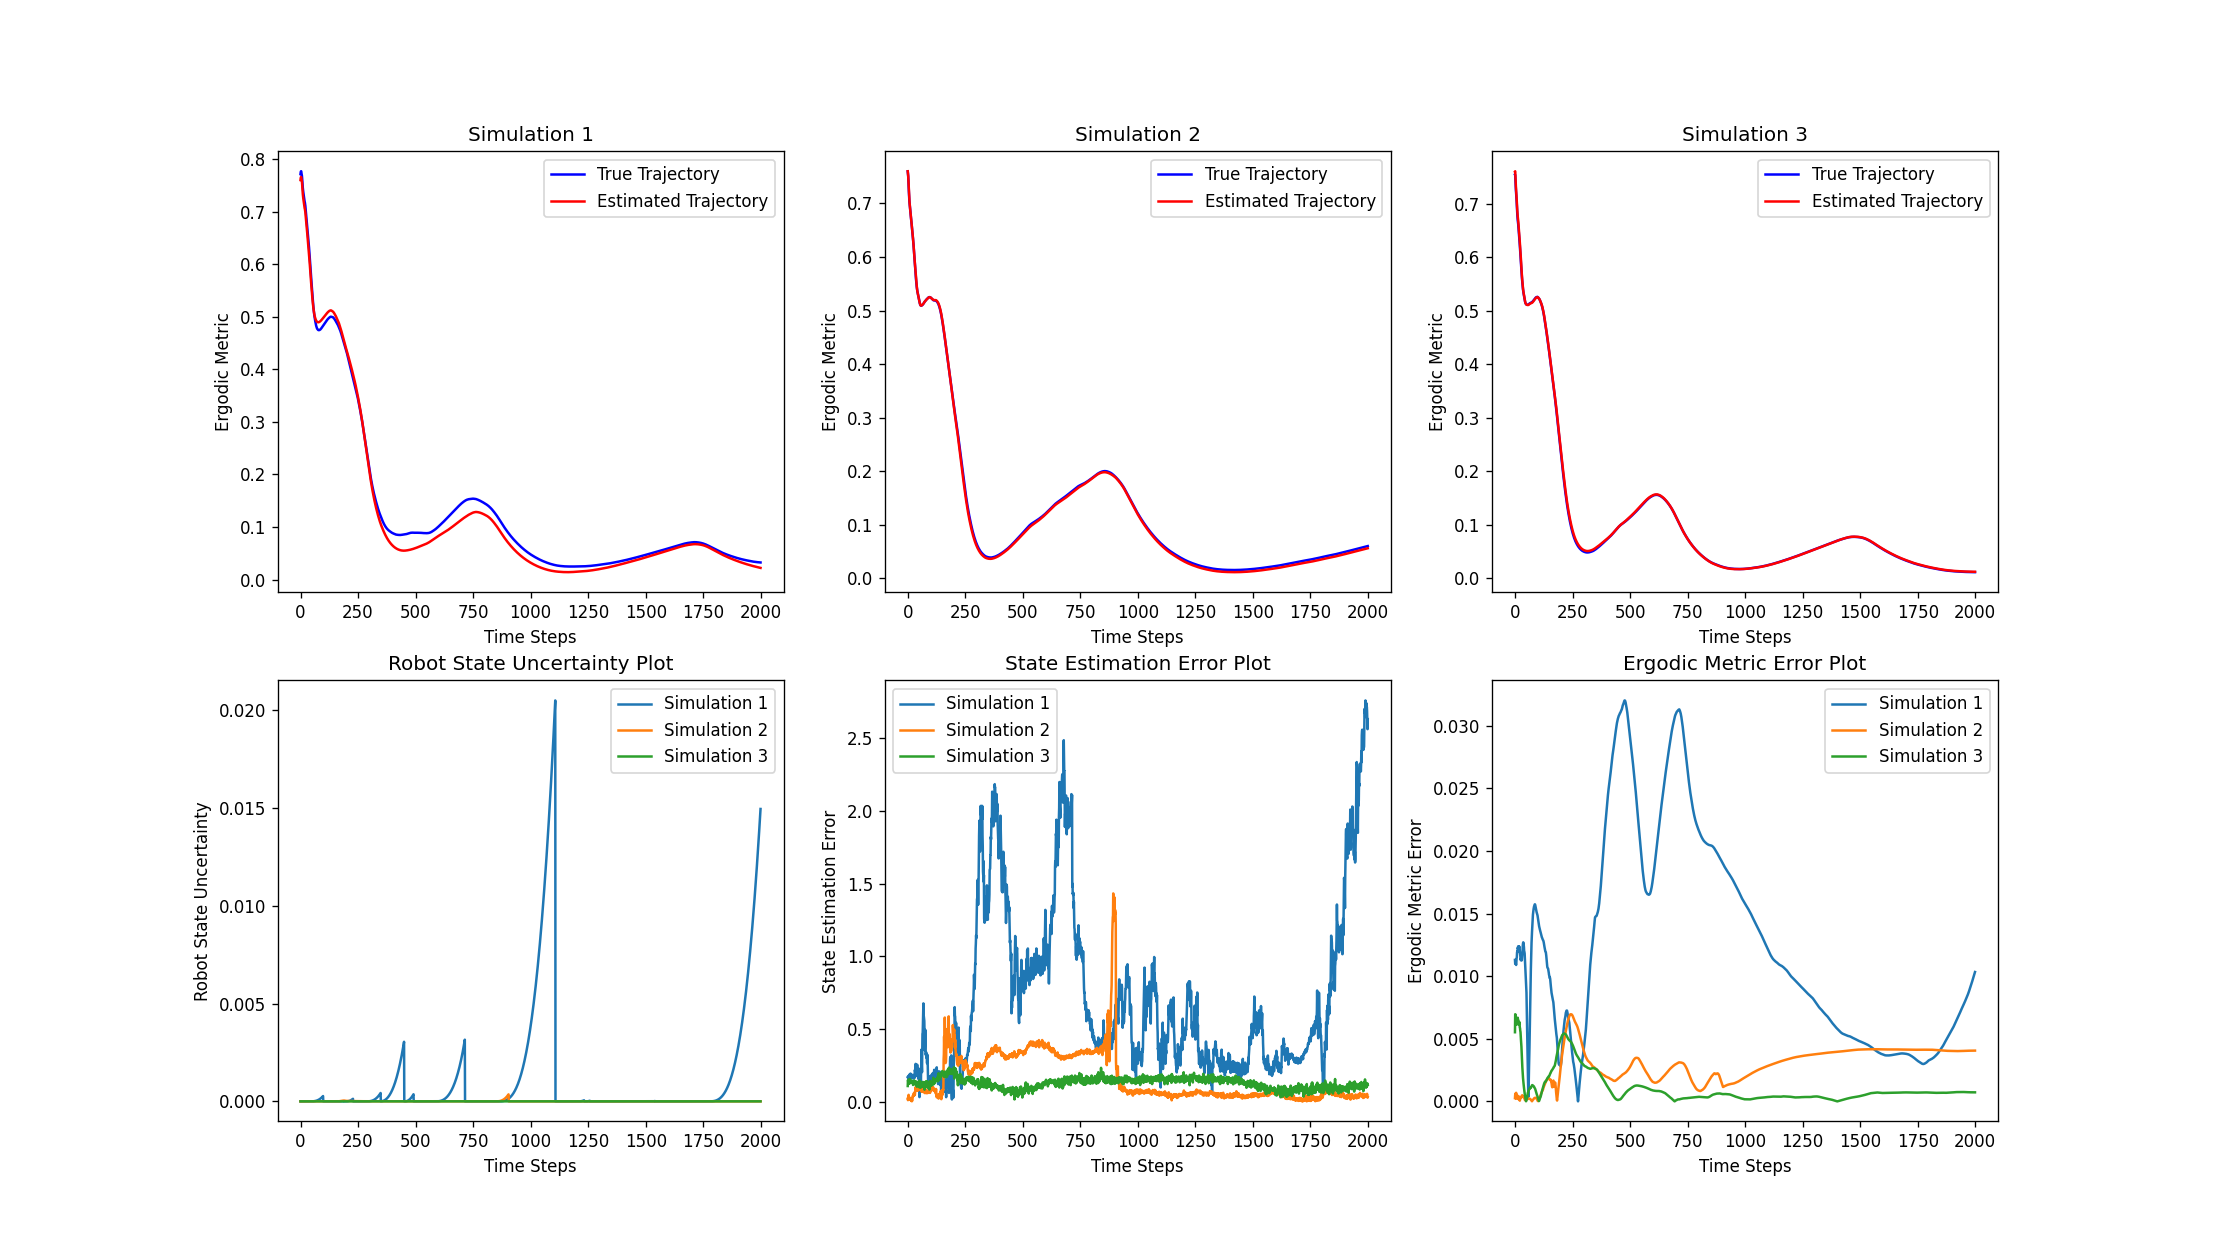 Simulation 1
0.8
0.7
0.6
0.5
0.4
0.3
0.2
0.1
0.0
Ergodic Metric
True Trajectory
Estimated Trajectory
0 250 500 750 1000 1250 1500 1750 2000
Time Steps
Simulation 2
0.7
0.6
0.5
0.4
0.3
0.2
0.1
0.0
Ergodic Metric
True Trajectory
Estimated Trajectory
0 250 500 750 1000 1250 1500 1750 2000
Time Steps
Simulation 3
0.7
0.6
0.5
0.4
0.3
0.2
0.1
0.0
Ergodic Metric
True Trajectory
Estimated Trajectory
0 250 500 750 1000 1250 1500 1750 2000
Time Steps
Robot State Uncertainty Plot
0.020
0.015
0.010
0.005
0.000
Robot State Uncertainty
Simulation 1
Simulation 2
Simulation 3
0 250 500 750 1000 1250 1500 1750 2000
Time Steps
State Estimation Error Plot
2.5
2.0
1.5
1.0
0.5
0.0
State Estimation Error
Simulation 1
Simulation 2
Simulation 3
0 250 500 750 1000 1250 1500 1750 2000
Time Steps
Ergodic Metric Error Plot
0.030
0.025
0.020
0.015
0.010
0.005
0.000
Ergodic Metric Error
Simulation 1
Simulation 2
Simulation 3
0 250 500 750 1000 1250 1500 1750 2000
Time Steps